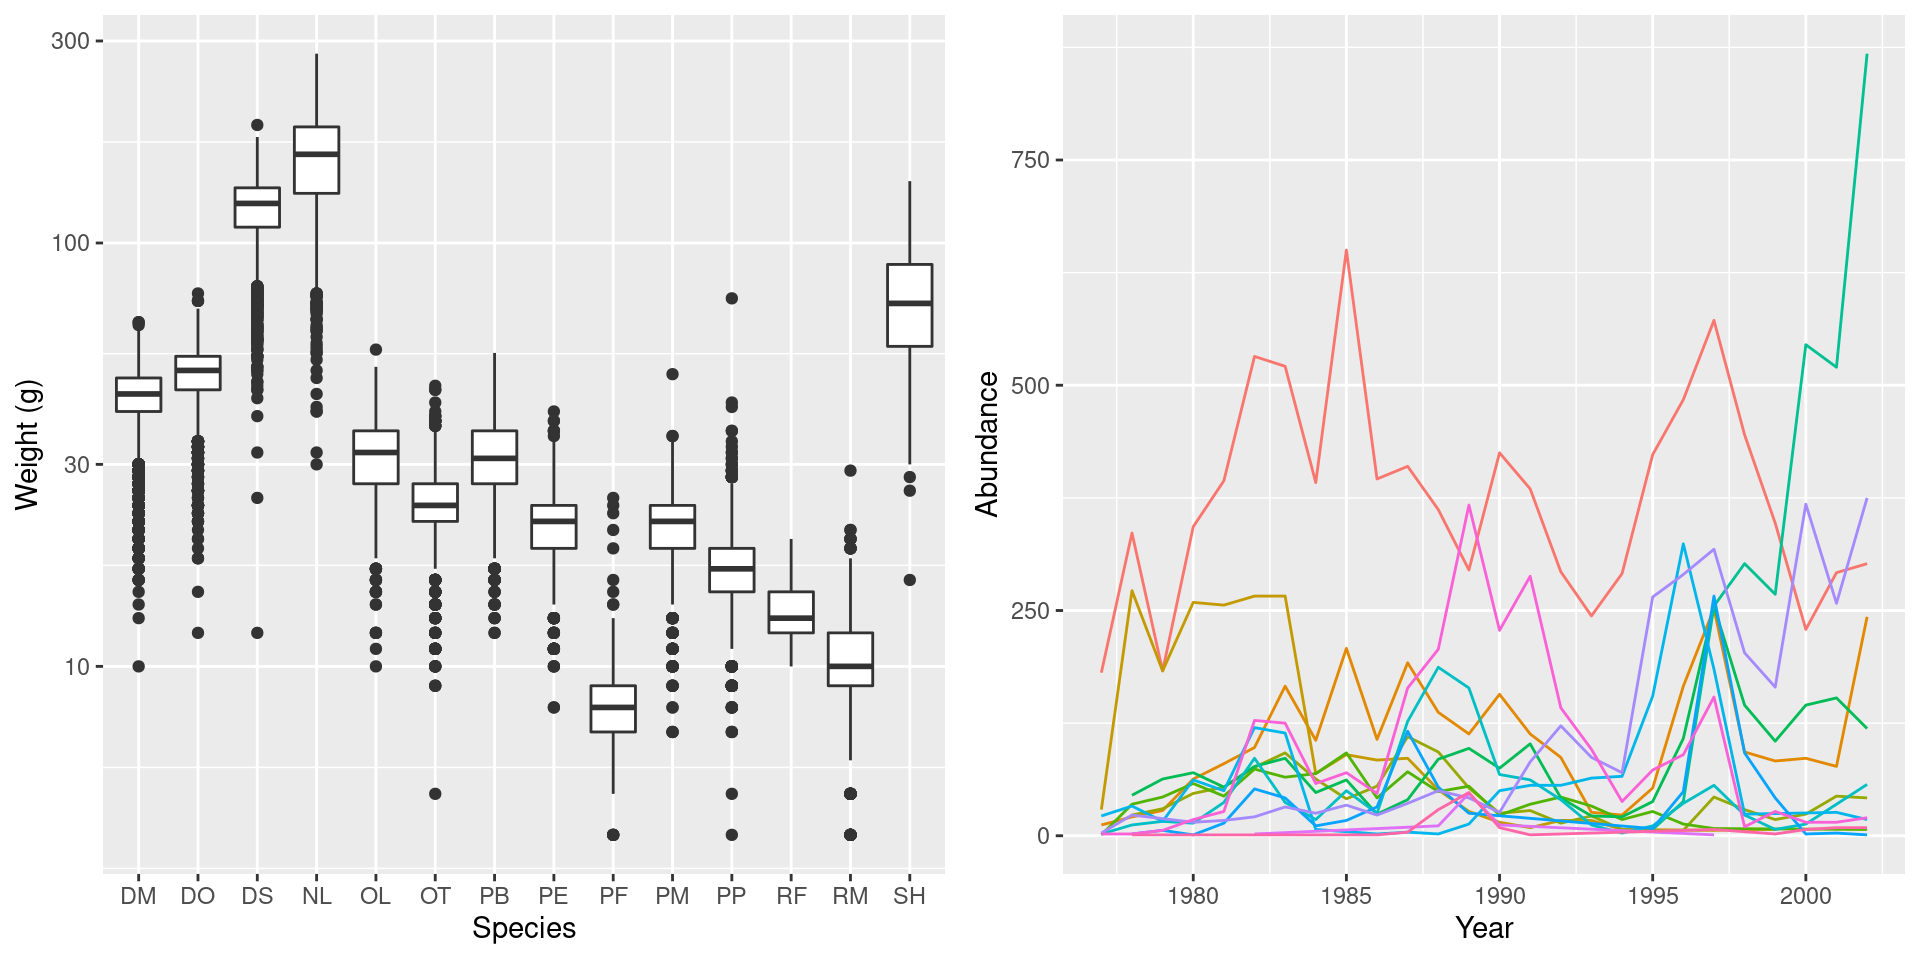 300
100
30
10
Weight (g)
DM DO DS NL OL OT PB PE PF PM PP RF RM SH
Species
750
500
250
0
Abundance
1980 1985 1990 1995 2000
Year